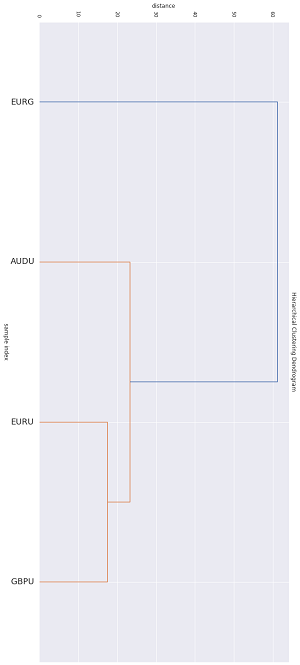 distance
0 10 20 30 40 50 60
EURG
AUDU
EURU
GBPU
sample index
Hierarchical Clustering Dendrogram